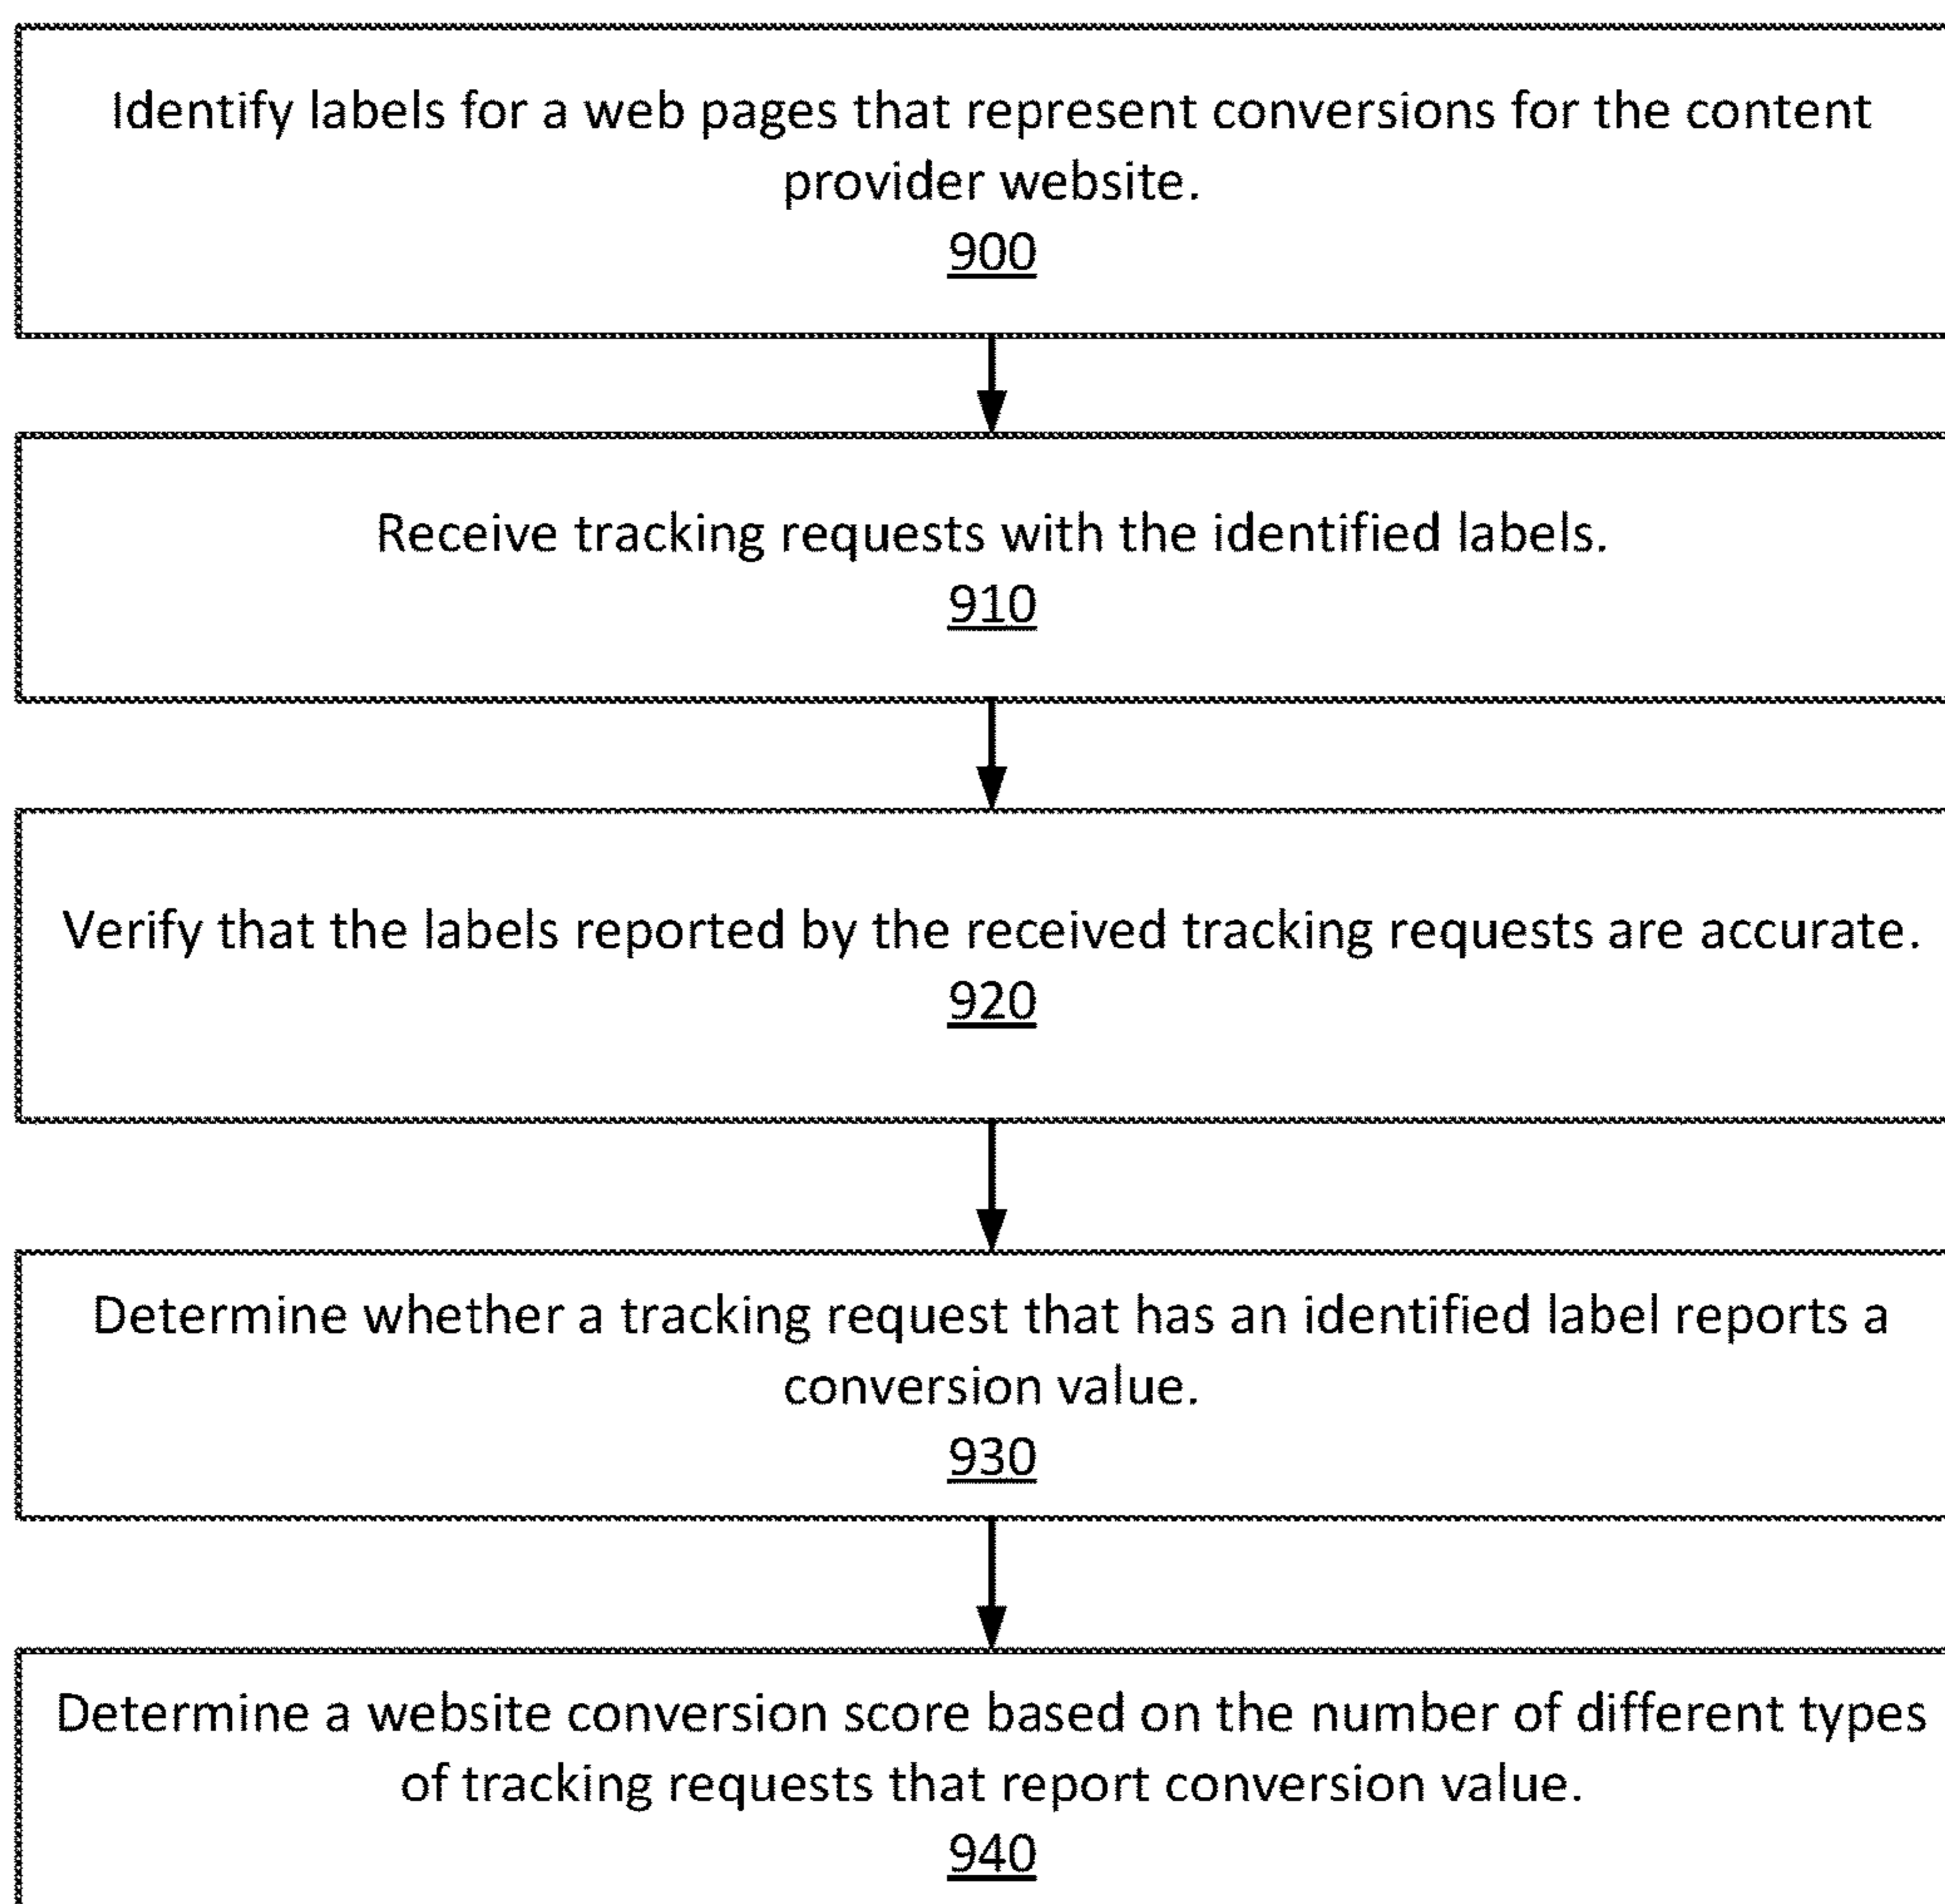 Identify labels for a web pages that represent conversions for the content
provider website.
900
Receive tracking requests with the identified labels.
910
Verify that the labels reported by the received tracking requests are accurate.
920
Determine whether a tracking request that has an identified label reports a
conversion value.
930
Determine a website conversion score based on the number of different types
of tracking requests that report conversion value.
940